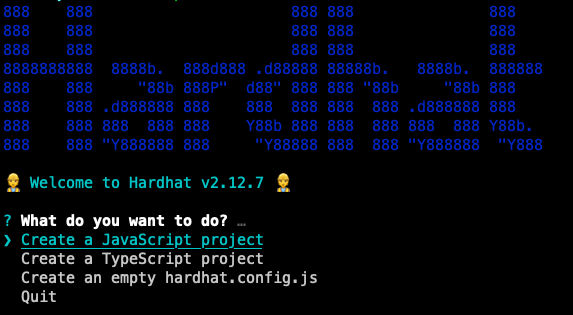 888    888                      888 888               888
888    888                      888 888               888
888    888                      888 888               888
8888888888  8888b.  888d888 .d88888 88888b.   8888b.  888888
888    888     "88b 888P"  d88" 888 888 "88b     "88b 888
888    888 .d888888 888    888  888 888  888 .d888888 888
888    888 888  888 888    Y88b 888 888  888 888  888 Y88b.
888    888 "Y888888 888     "Y88888 888  888 "Y888888  "Y888
Welcome to Hardhat v2.12.7
? What do you want to do? …
❯ Create a JavaScript project
Create a TypeScript project
Create an empty hardhat.config.js
Quit